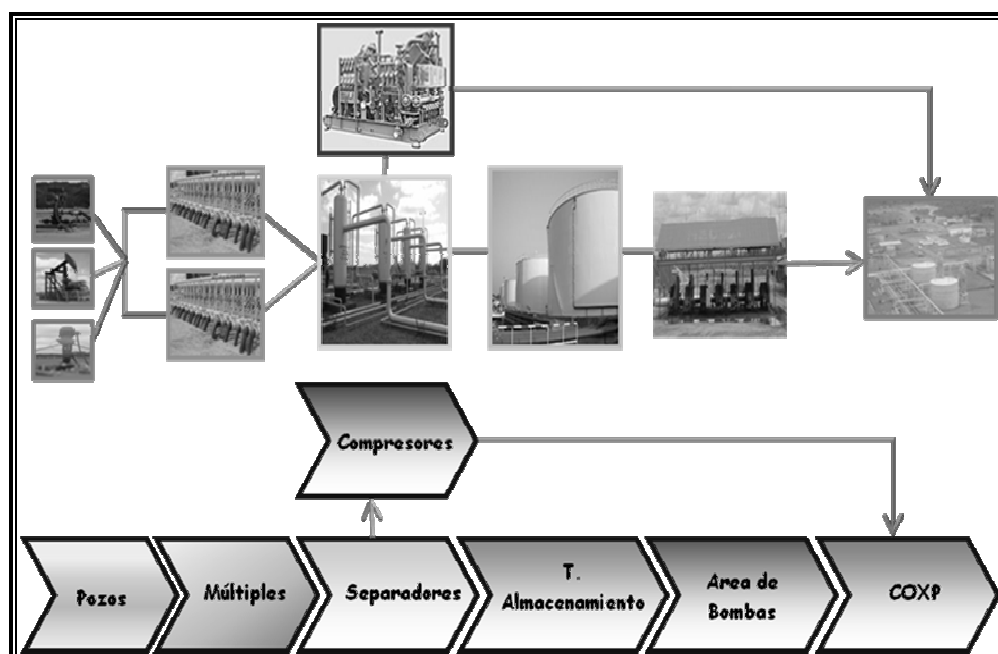 Compresores
Pozos
Múltiples
Separadores
T.
Almacenamiento
Area de
Bombas
COXP